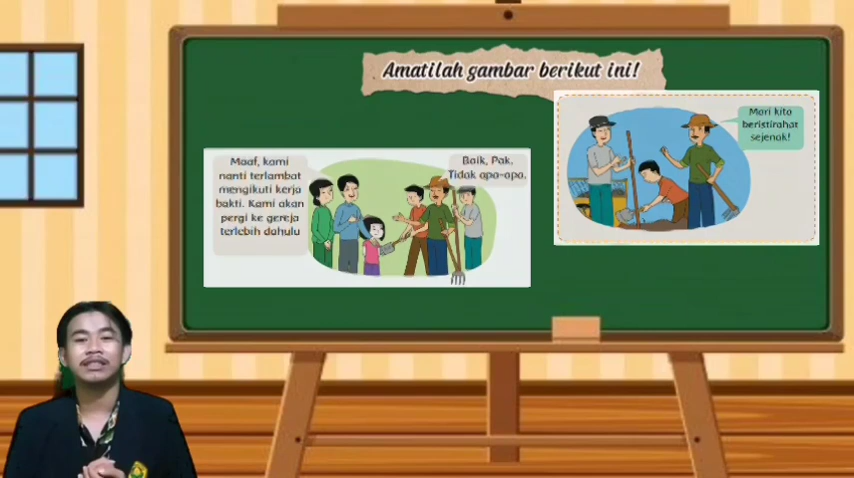 Amatilah gambar berikut ini!
Maaf, kami
nanti terlambat
mengikuti kerja
bakti. Kami akan
pergi ke gereja
terlebih dahulu
Baik, Pak.
Tidak apa-apa.
Mari kita
beristirahat
sejenak!